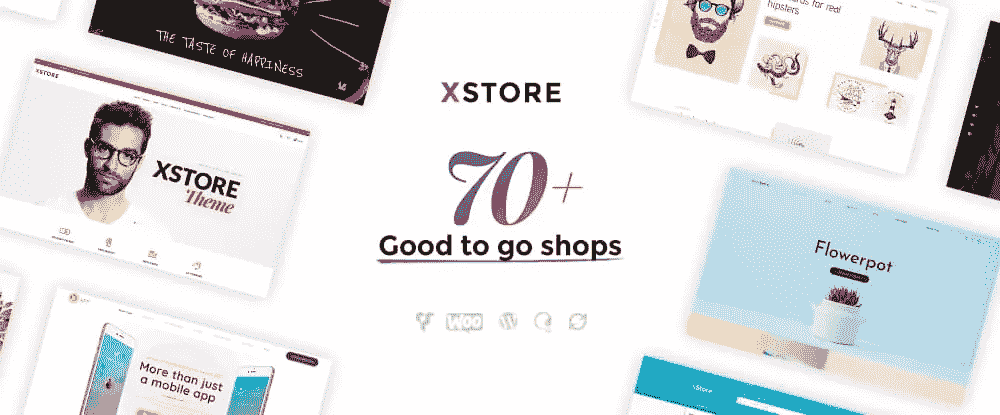 THE TASTE OF HAPPINESS
XSTORE
XSTORE
Theme
More than just
a mobile app
XSTORE
70+
Good to go shops
WOO
for real
hipsters
Flowerpot
XStore